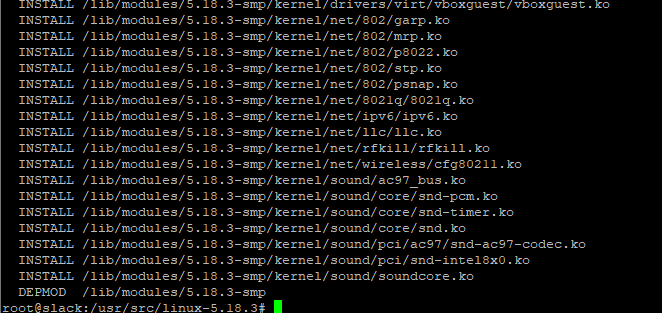 INSTALL /lib/modules/5.18.3-smp/kernel/drivers/virt/vboxguest/vboxguest.ko
INSTALL /lib/modules/5.18.3-smp/kernel/net/802/garp.ko
INSTALL /lib/modules/5.18.3-smp/kernel/net/802/mrp.ko
INSTALL /lib/modules/5.18.3-smp/kernel/net/802/p8022.ko
INSTALL /lib/modules/5.18.3-smp/kernel/net/802/stp.ko
INSTALL /lib/modules/5.18.3-smp/kernel/net/802/psnap.ko
INSTALL /lib/modules/5.18.3-smp/kernel/net/8021q/8021q.ko
INSTALL /lib/modules/5.18.3-smp/kernel/net/ipv6/ipv6.ko
INSTALL /lib/modules/5.18.3-smp/kernel/net/llc/llc.ko
INSTALL /lib/modules/5.18.3-smp/kernel/net/rfkill/rfkill.ko
INSTALL /lib/modules/5.18.3-smp/kernel/net/wireless/cfg80211.ko
INSTALL /lib/modules/5.18.3-smp/kernel/sound/ac97_bus.ko
INSTALL /lib/modules/5.18.3-smp/kernel/sound/core/snd-pcm.ko
INSTALL /lib/modules/5.18.3-smp/kernel/sound/core/snd-timer.ko
INSTALL /lib/modules/5.18.3-smp/kernel/sound/core/snd.ko
INSTALL /lib/modules/5.18.3-smp/kernel/sound/pci/ac97/snd-ac97-codec.ko
INSTALL /lib/modules/5.18.3-smp/kernel/sound/pci/snd-intel8x0.ko
INSTALL /lib/modules/5.18.3-smp/kernel/sound/soundcore.ko
DEPMOD  /lib/modules/5.18.3-smp
root@slack:/usr/src/linux-5.18.3#